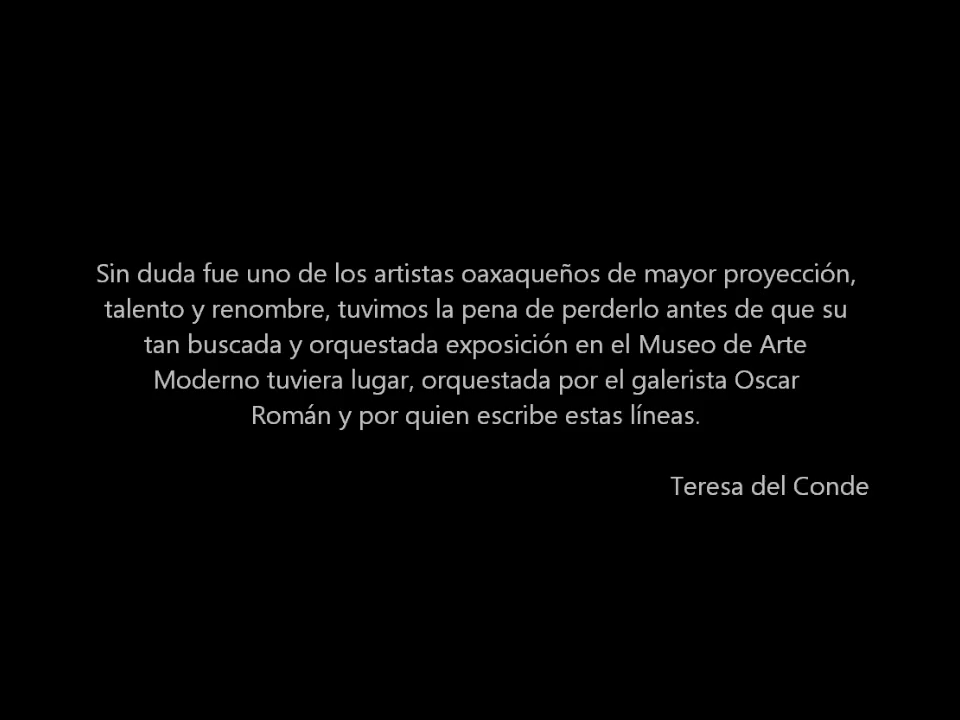 Sin duda fue uno de los artistas oaxaqueños de mayor proyección,
talento y renombre, tuvimos la pena de perderlo antes de que su
tan buscada y orquestada exposición en el Museo de Arte
Moderno tuviera lugar, orquestada por el galerista Oscar
Román y por quien escribe estas líneas.
Teresa del Conde